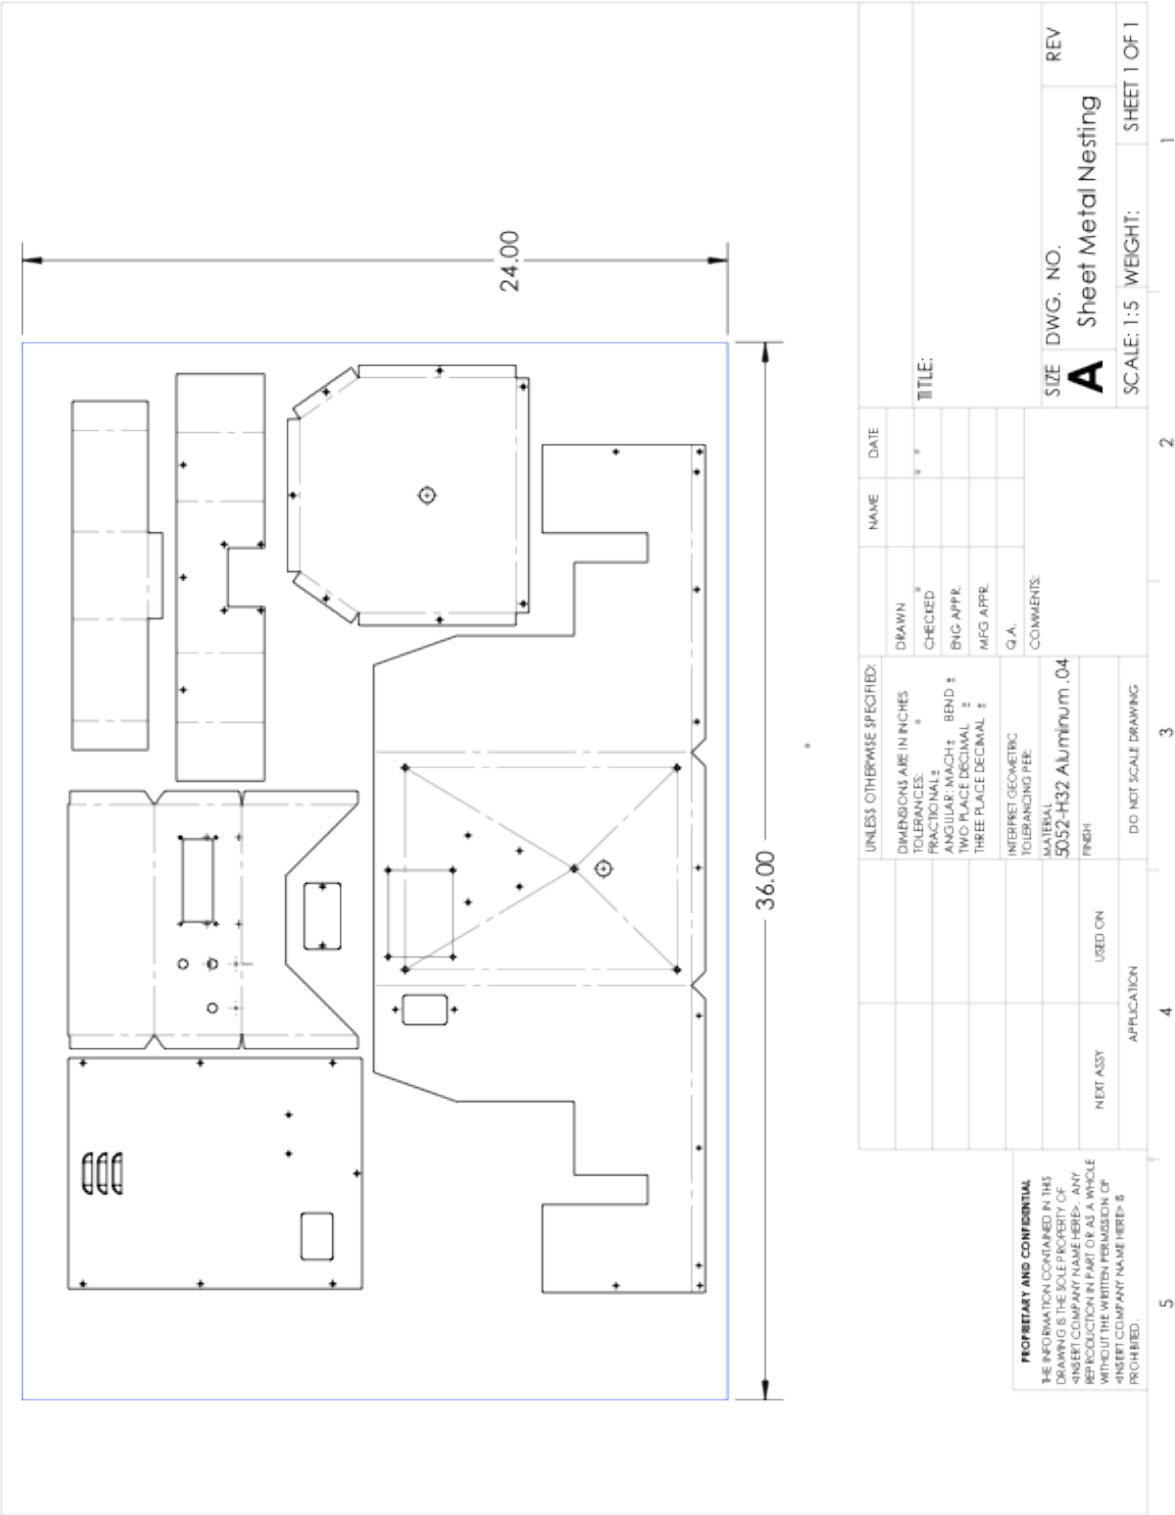 24.00
36.00
UNLESS OTHERWISE SPECIFIED:
DIMENSIONS ARE IN INCHES
TOLERANCES:
FRACTIONAL ±
ANGULAR: MACH ± BEND ±
TWO PLACE DECIMAL ±
THREE PLACE DECIMAL ±
INTERPRET GEOMETRIC
TOLERANCING PER:
MATERIAL
5052-H32 Aluminum .04
FINISH
DO NOT SCALE DRAWING
NAME
DATE
DRAWN
CHECKED
ENG APPR.
MFG APPR.
Q.A.
COMMENTS:
TITLE:
SIZE
A
DWG. NO.
Sheet Metal Nesting
REV
SCALE: 1:5
WEIGHT:
SHEET 1 OF 1
NEXT ASSY
USED ON
APPLICATION
PROPRIETARY AND CONFIDENTIAL
THE INFORMATION CONTAINED IN THIS
DRAWING IS THE SOLE PROPERTY OF
<INSERT COMPANY NAME HERE>. ANY
REPRODUCTION IN PART OR AS A WHOLE
WITHOUT THE WRITTEN PERMISSION OF
<INSERT COMPANY NAME HERE> IS
PROHIBITED.
5
4
3
2
1